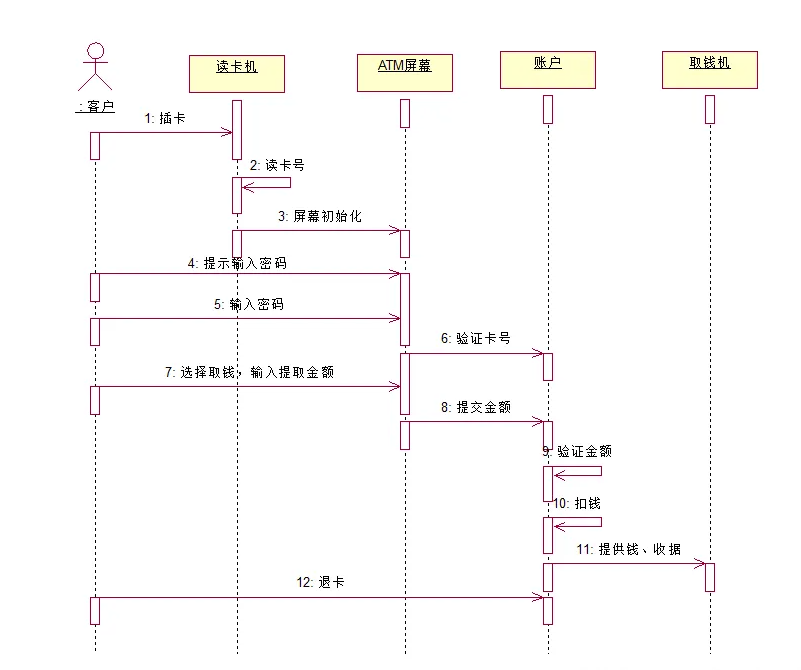 读卡机
ATM屏幕
账户
取钱机
: 客户
1: 插卡
2: 读卡号
3: 屏幕初始化
4: 提示输入密码
5: 输入密码
6: 验证卡号
7: 选择取钱，输入提取金额
8: 提交金额
9: 验证金额
10: 扣钱
11: 提供钱、收据
12: 退卡